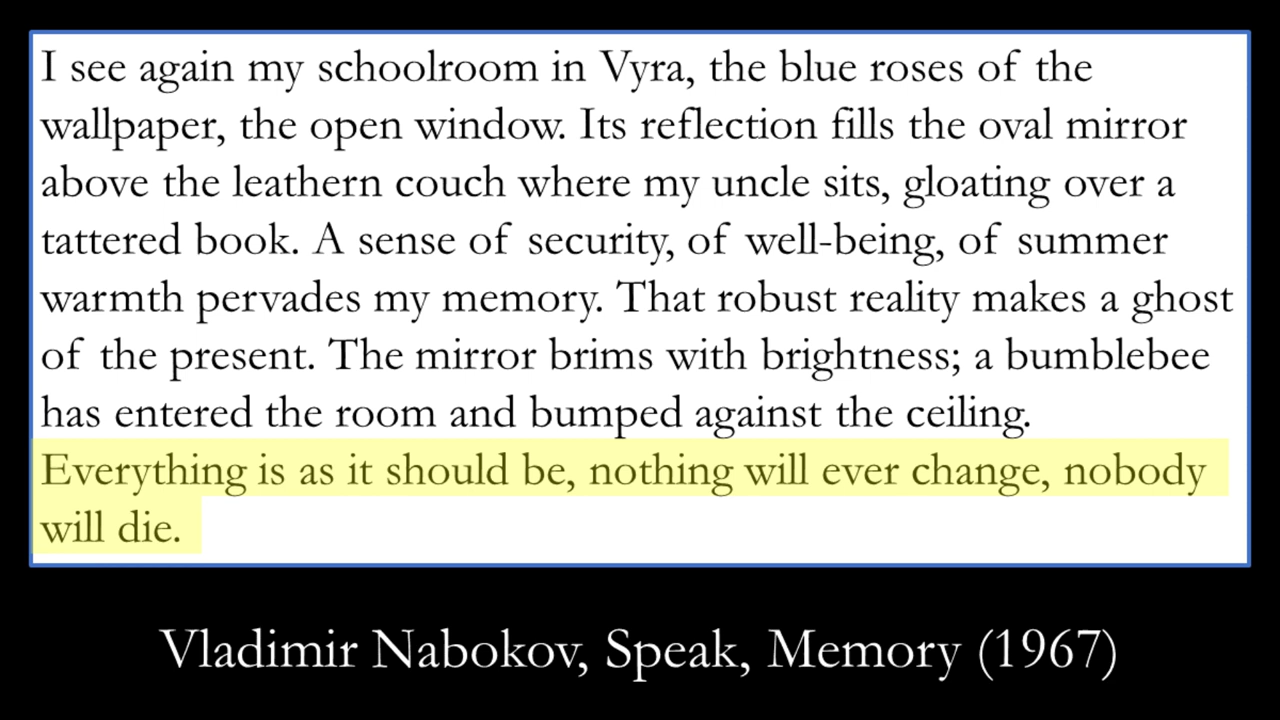 I see again my schoolroom in Vyra, the blue roses of the
wallpaper, the open window. Its reflection fills the oval mirror
above the leathern couch where my uncle sits, gloating over a
tattered book. A sense of security, of well-being, of summer
warmth pervades my memory. That robust reality makes a ghost
of the present. The mirror brims with brightness; a bumblebee
has entered the room and bumped against the ceiling.
Everything is as it should be, nothing will ever change, nobody
will die.
Vladimir Nabokov, Speak, Memory (1967)